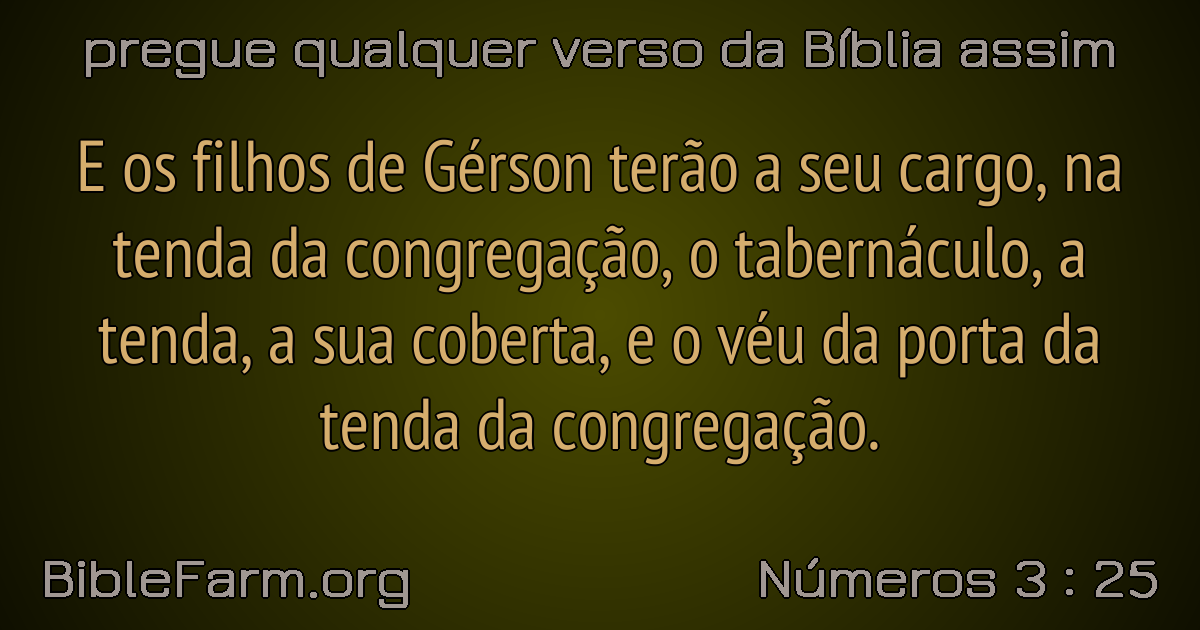 pregue qualquer verso da Bíblia assim
E os filhos de Gérson terão a seu cargo, na
tenda da congregação, o tabernáculo, a
tenda, a sua coberta, e o véu da porta da
tenda da congregação.
BibleFarm.org
Números 3 : 25